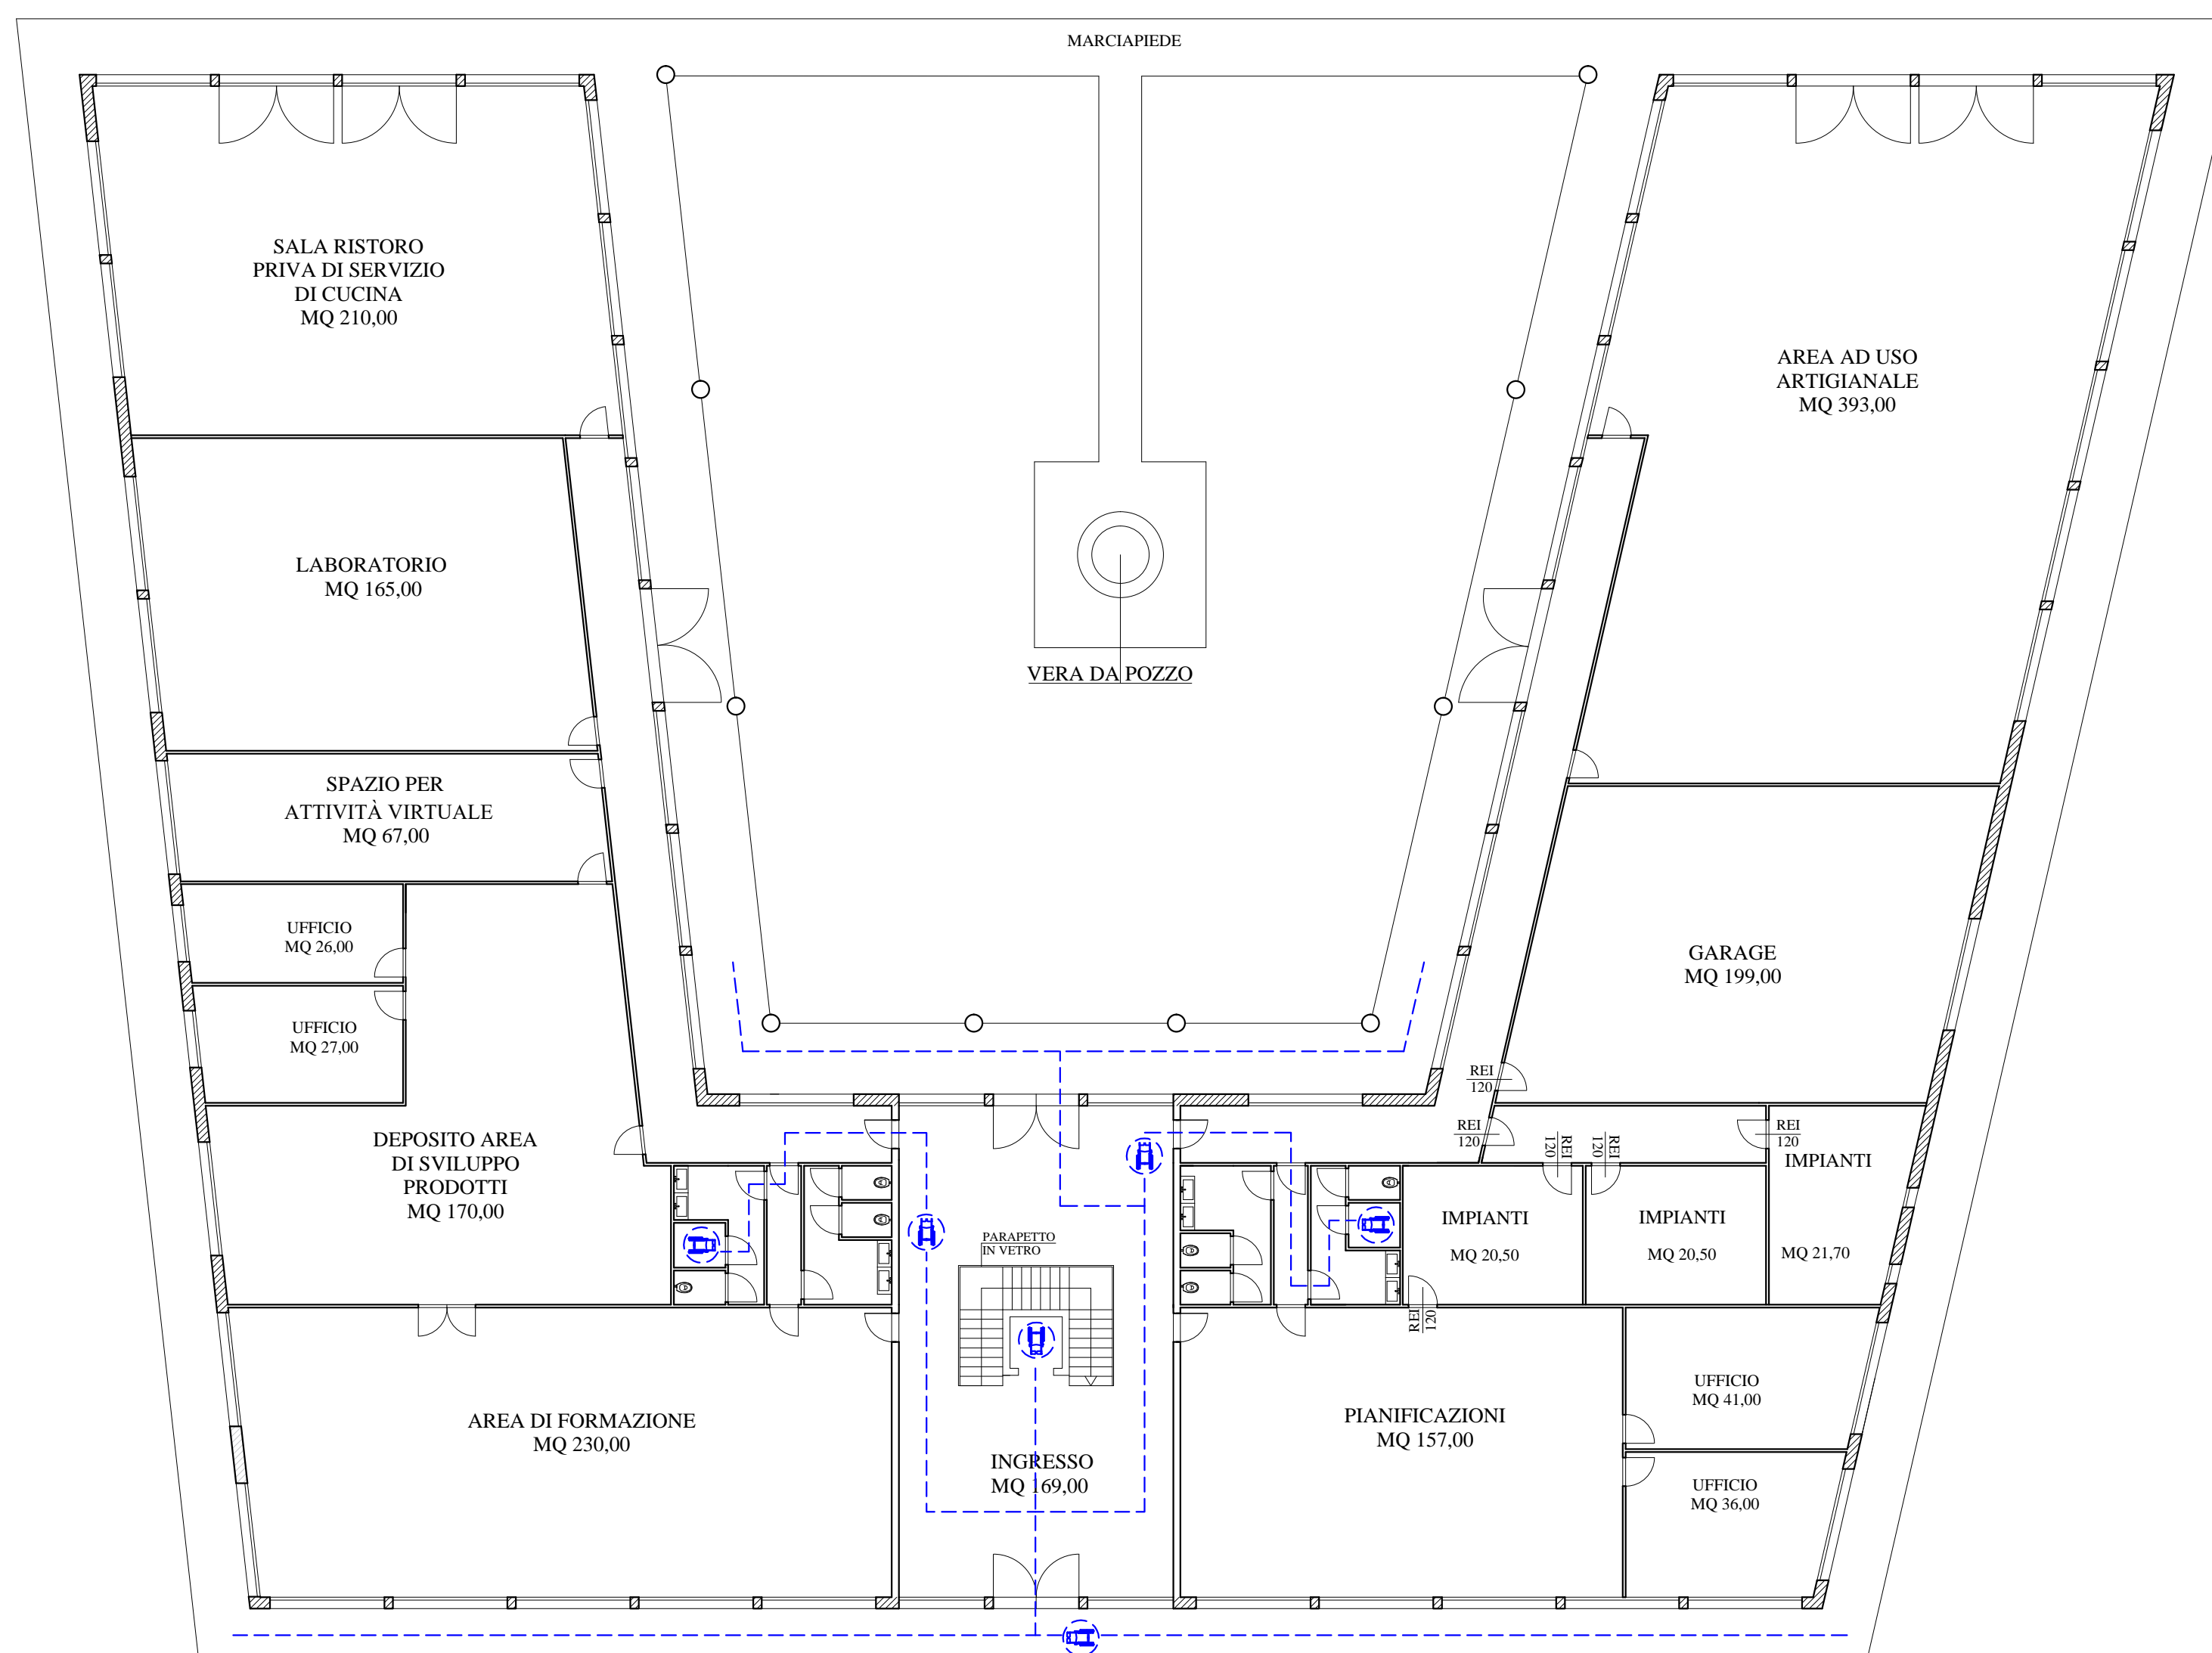 MARCIAPIEDE
SALA RISTORO
PRIVA DI SERVIZIO
DI CUCINA
MQ 210,00
AREA AD USO
ARTIGIANALE
MQ 393,00
LABORATORIO
MQ 165,00
VERA DA POZZO
SPAZIO PER
ATTIVITÀ VIRTUALE
MQ 67,00
UFFICIO
MQ 26,00
GARAGE
MQ 199,00
UFFICIO
MQ 27,00
REI
120
DEPOSITO AREA
DI SVILUPPO
PRODOTTI
MQ 170,00
REI
120
REI
120
REI
120
REI
120
IMPIANTI
MQ 21,70
IMPIANTI
MQ 20,50
IMPIANTI
MQ 20,50
PARAPETTO
IN VETRO
REI
120
AREA DI FORMAZIONE
MQ 230,00
INGRESSO
MQ 169,00
PIANIFICAZIONI
MQ 157,00
UFFICIO
MQ 41,00
UFFICIO
MQ 36,00